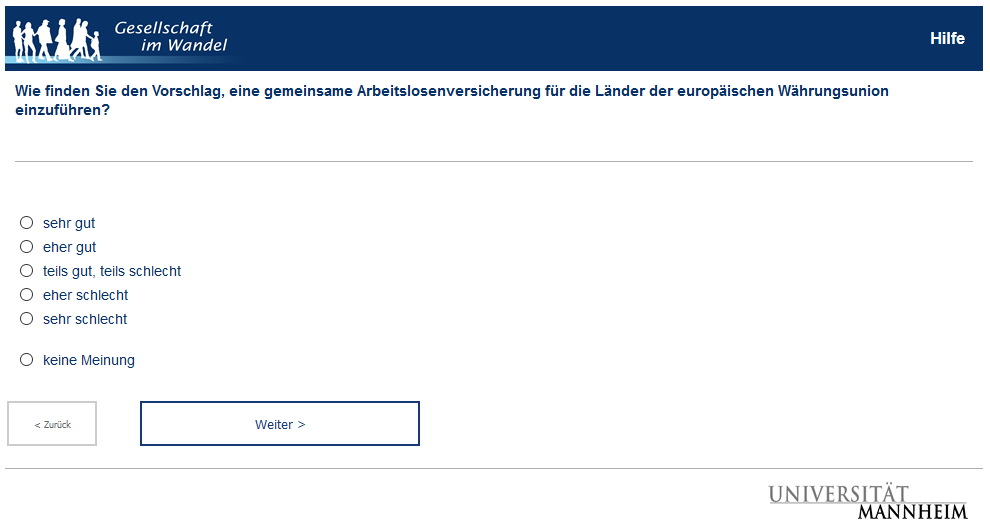 Gesellschaft
im Wandel
Hilfe
Wie finden Sie den Vorschlag, eine gemeinsame Arbeitslosenversicherung für die Länder der europäischen Währungsunion
einzuführen?
sehr gut
eher gut
teils gut, teils schlecht
eher schlecht
sehr schlecht
keine Meinung
< Zurück
Weiter >
UNIVERSITÄT
MANNHEIM